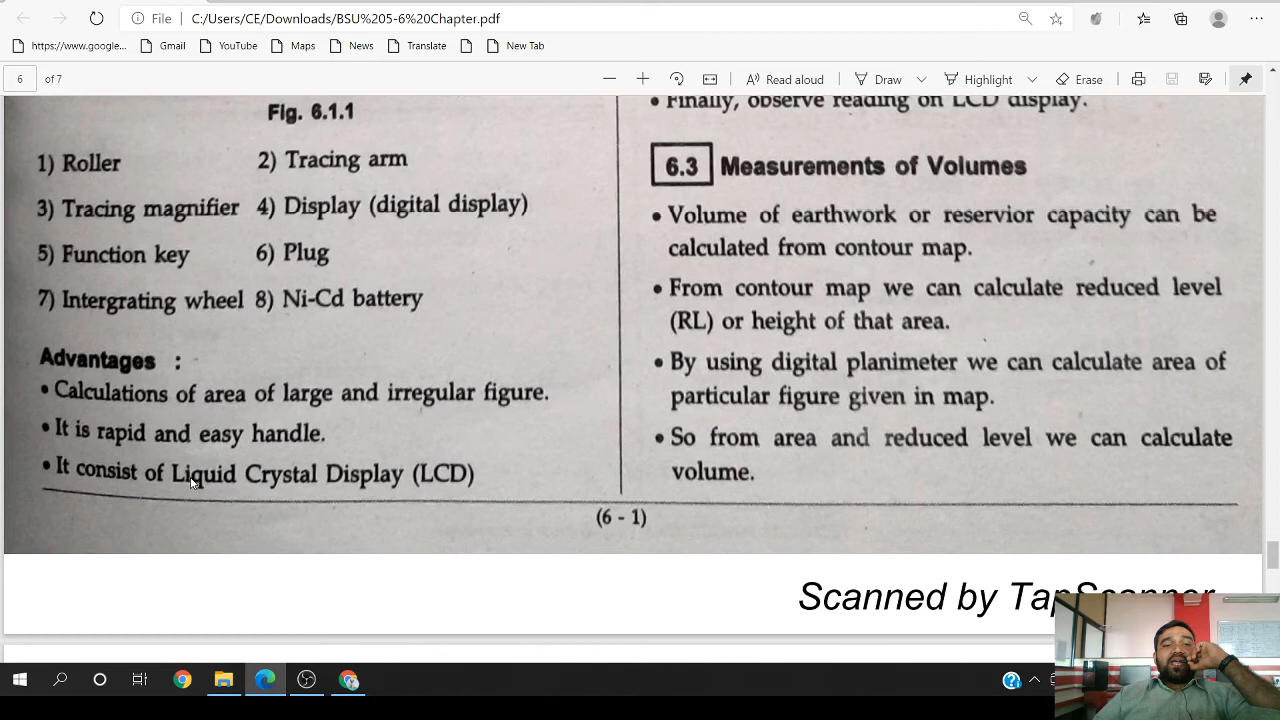 File
C:/Users/CE/Downloads/BSU%205-6%20Chapter.pdf
https://www.google... Gmail YouTube Maps News Translate New Tab
6 of 7 Read aloud Draw Highlight Erase
Fig. 6.1.1
1) Roller 2) Tracing arm
3) Tracing magnifier 4) Display (digital display)
5) Function key 6) Plug
7) Intergrating wheel 8) Ni-Cd battery
Advantages :
• Calculations of area of large and irregular figure.
• It is rapid and easy handle.
• It consist of Liquid Crystal Display (LCD)
• Finally, observe reading on LCD display.
6.3 Measurements of Volumes
• Volume of earthwork or reservior capacity can be
calculated from contour map.
• From contour map we can calculate reduced level
(RL) or height of that area.
• By using digital planimeter we can calculate area of
particular figure given in map.
• So from area and reduced level we can calculate
volume.
(6 - 1)
Scanned by TapScanner